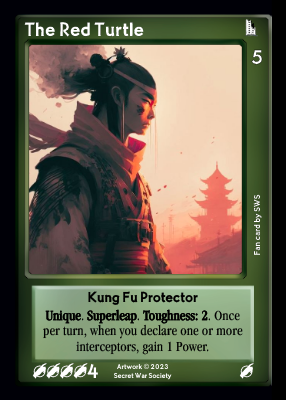 The Red Turtle
5
Fan card by SWS
Kung Fu Protector
Unique. Superleap. Toughness: 2. Once
per turn, when you declare one or more
interceptors, gain 1 Power.
4
Artwork © 2023
Secret War Society